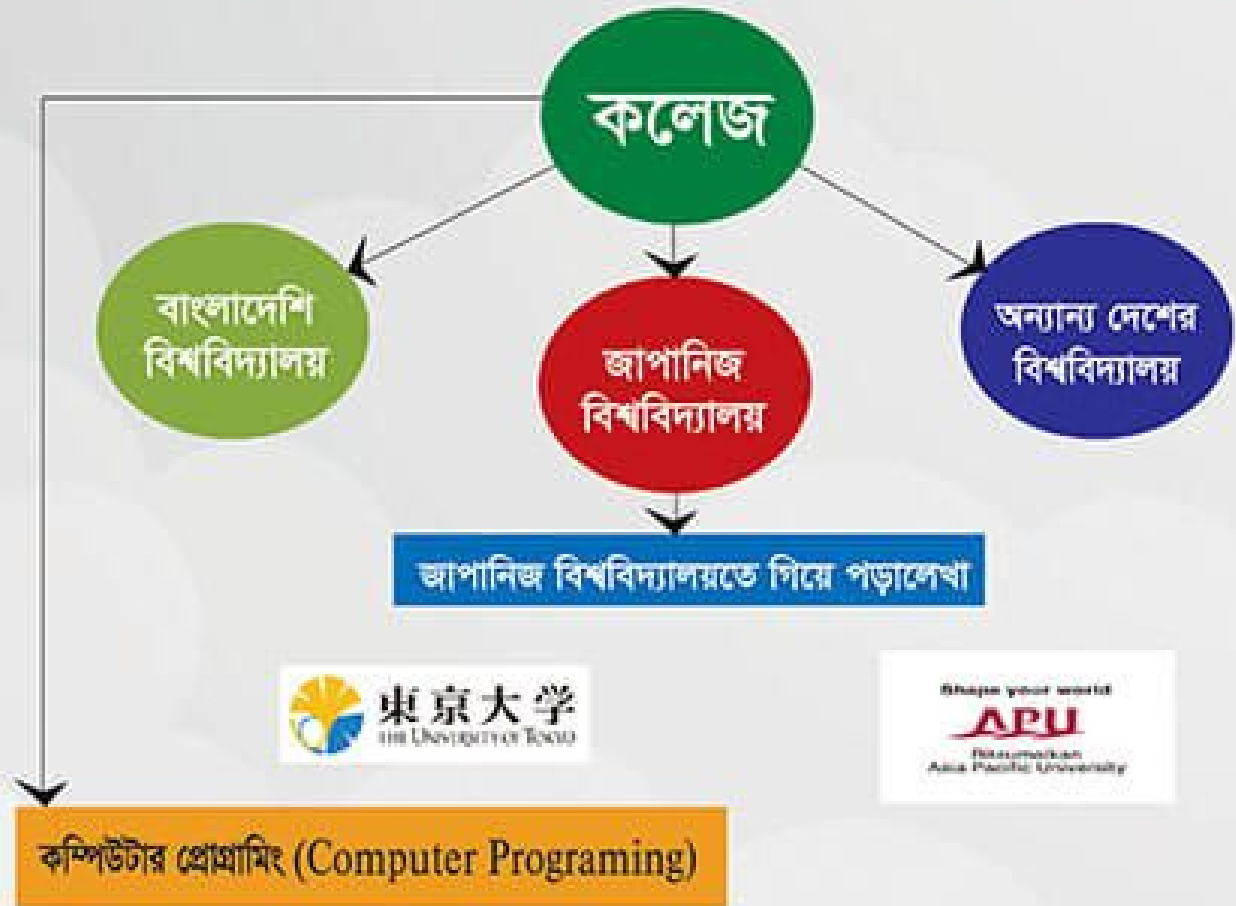 কলেজ
বাংলাদেশি
বিশ্ববিদ্যালয়
জাপানিজ
বিশ্ববিদ্যালয়
অন্যান্য দেশের
বিশ্ববিদ্যালয়
জাপানিজ বিশ্ববিদ্যালয়তে গিয়ে পড়ালেখা
東京大学
THE UNIVERSITY OF TOKYO
Shape your world
APU
Ritsumeikan
Asia Pacific University
কম্পিউটার প্রোগ্রামিং (Computer Programing)